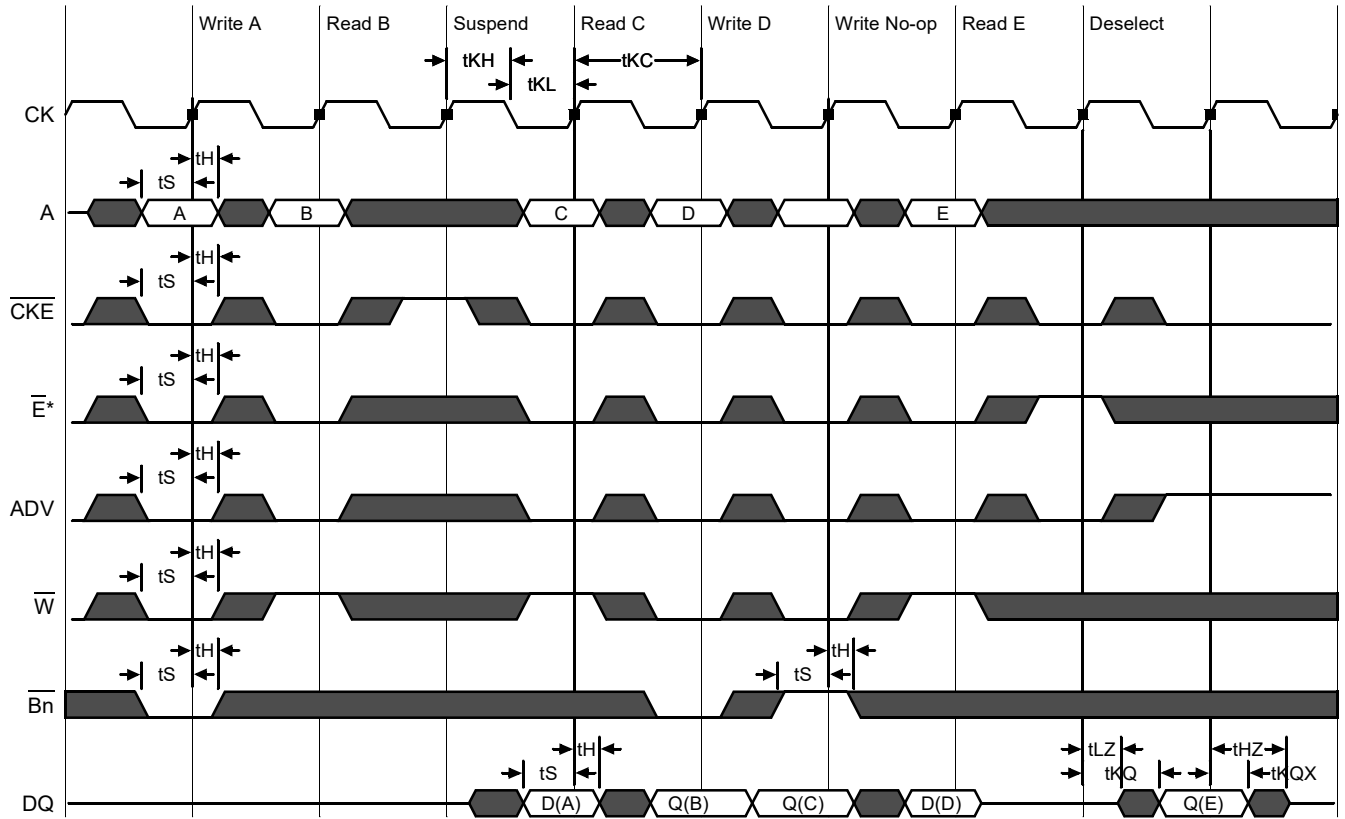 Write A Read B Suspend Read C Write D Write No-op Read E Deselect
tKH tKC
tKL
CK
tH
tS
A A B C D E
tH
tS
CKE
tH
tS
E*
tH
tS
ADV
tH
tS
W
tH tH
tS tS
Bn
tH tLZ tHZ
tS tKQ tKQX
DQ D(A) Q(B) Q(C) D(D) Q(E)